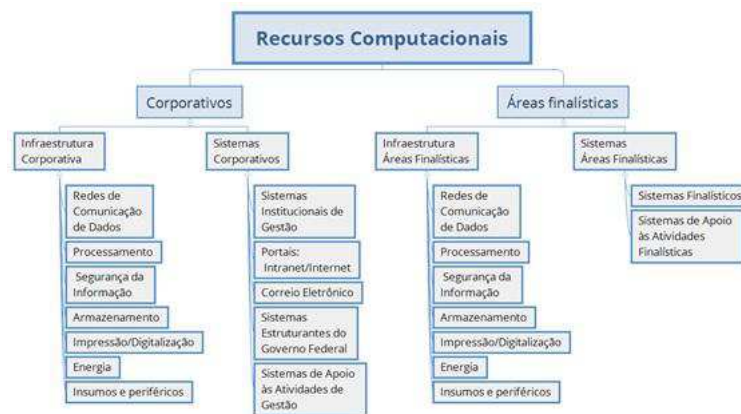 Recursos Computacionais
Corporativos
Áreas finalísticas
Infraestrutura
Corporativa
Sistemas
Corporativos
Infraestrutura
Áreas Finalísticas
Sistemas
Áreas Finalísticas
Redes de
Comunicação
de Dados
Processamento
Segurança da
Informação
Armazenamento
Impressão/Digitalização
Energia
Insumos e periféricos
Sistemas
Institucionais de
Gestão
Portais:
Intranet/Internet
Correio Eletrônico
Sistemas
Estruturantes do
Governo Federal
Sistemas de Apoio
às Atividades de
Gestão
Redes de
Comunicação
de Dados
Processamento
Segurança da
Informação
Armazenamento
Impressão/Digitalização
Energia
Insumos e periféricos
Sistemas Finalísticos
Sistemas de Apoio
às Atividades
Finalísticas